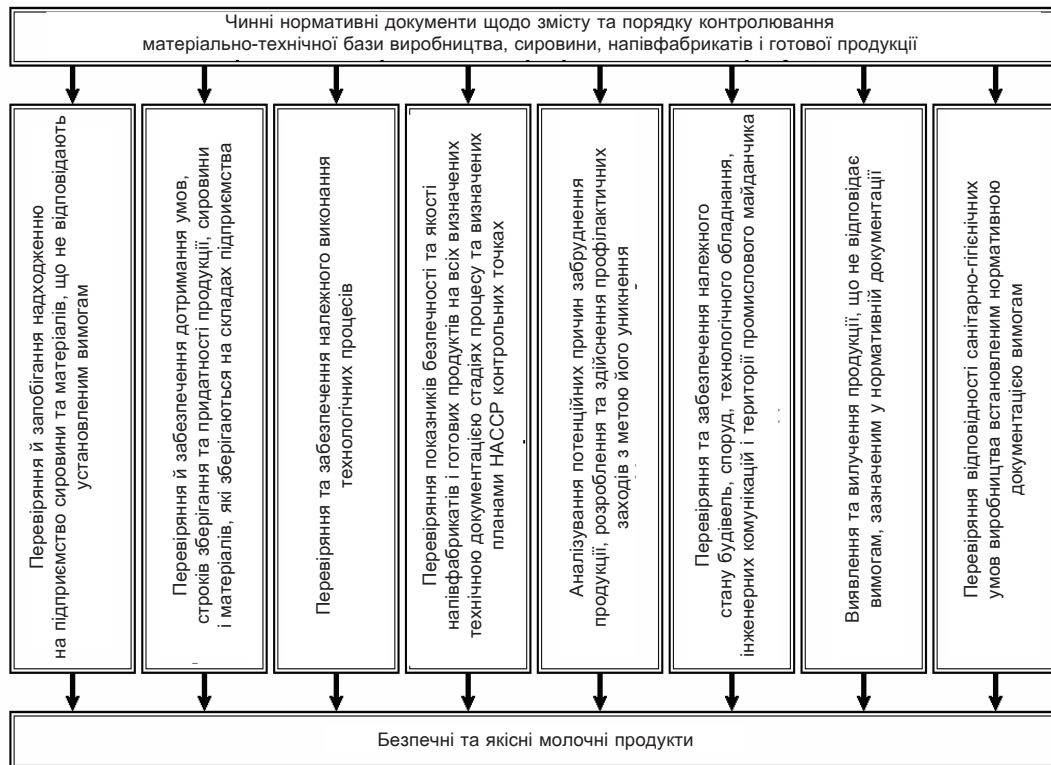 Чинні нормативні документи щодо змісту та порядку контролювання
матеріально-технічної бази виробництва, сировини, напівфабрикатів і готової продукції
Перевіряння й запобігання надходженню
на підприємство сировини та матеріалів, що не відповідають
установленим вимогам
Перевіряння й забезпечення дотримання умов,
строків зберігання та придатності продукції, сировини
і матеріалів, які зберігаються на складах підприємства
Перевіряння та забезпечення належного виконання
технологічних процесів
Перевіряння показників безпечності та якості
напівфабрикатів і готових продуктів на всіх визначених
технічною документацією стадіях процесу та визначених
планами НАССР контрольних точках
Аналізування потенційних причин забруднення
продукції, розроблення та здійснення профілактичних
заходів з метою його уникнення
Перевіряння та забезпечення належного
стану будівель, споруд, технологічного обладнання,
інженерних комунікацій і території промислового майданчика
Виявлення та вилучення продукції, що не відповідає
вимогам, зазначеним у нормативній документації
Перевіряння відповідності санітарно-гігієнічних
умов виробництва встановленим нормативною
документацією вимогам
Безпечні та якісні молочні продукти